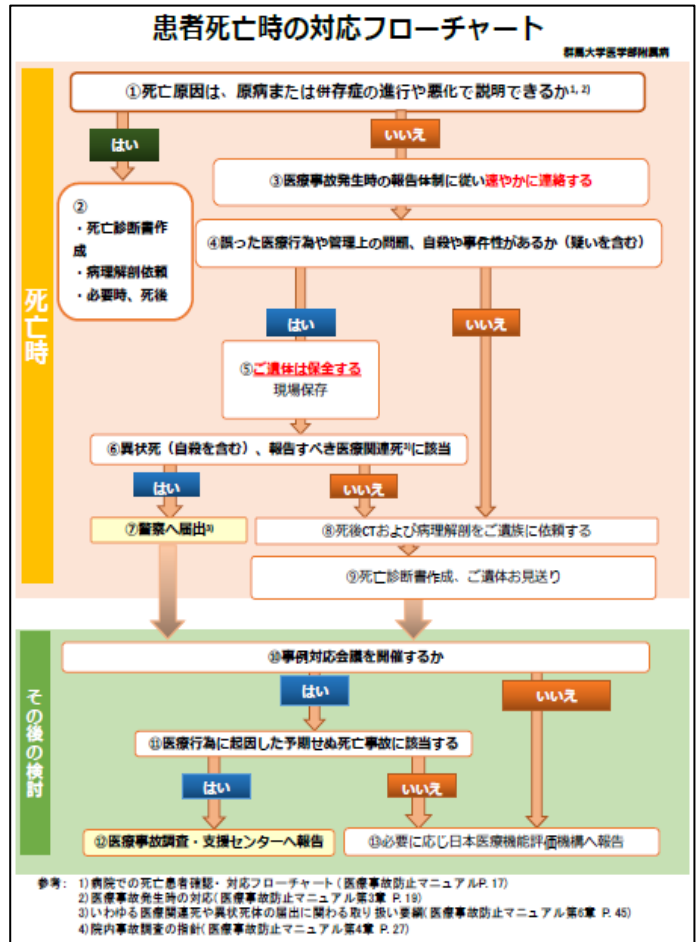 患者死亡時の対応フローチャート
群馬大学医学部附属病
①死亡原因は、原病または併存症の進行や悪化で説明できるか1, 2)
はい
いいえ
③医療事故発生時の報告体制に従い速やかに連絡する
②
・死亡診断書作
成
・病理解剖依頼
・必要時、死後
④誤った医療行為や管理上の問題、自殺や事件性があるか（疑いを含む）
死亡時
はい
いいえ
⑤ご遺体は保全する
現場保存
⑥異状死（自殺を含む）、報告すべき医療関連死3)に該当
はい
いいえ
⑦警察へ届出3)
⑧死後CTおよび病理解剖をご遺族に依頼する
⑨死亡診断書作成、ご遺体お見送り
その後の検討
⑩事例対応会議を開催するか
はい
いいえ
⑪医療行為に起因した予期せぬ死亡事故に該当する
はい
いいえ
⑫医療事故調査・支援センターへ報告
⑬必要に応じ日本医療機能評価機構へ報告
参考: 1)病院での死亡患者確認・対応フローチャート(医療事故防止マニュアルP. 17)
2)医療事故発生時の対応(医療事故防止マニュアル第3章 P. 19)
3)いわゆる医療関連死や異状死体の届出に関わる取り扱い要綱(医療事故防止マニュアル第6章 P. 45)
4)院内事故調査の指針(医療事故防止マニュアル第4章 P. 27)